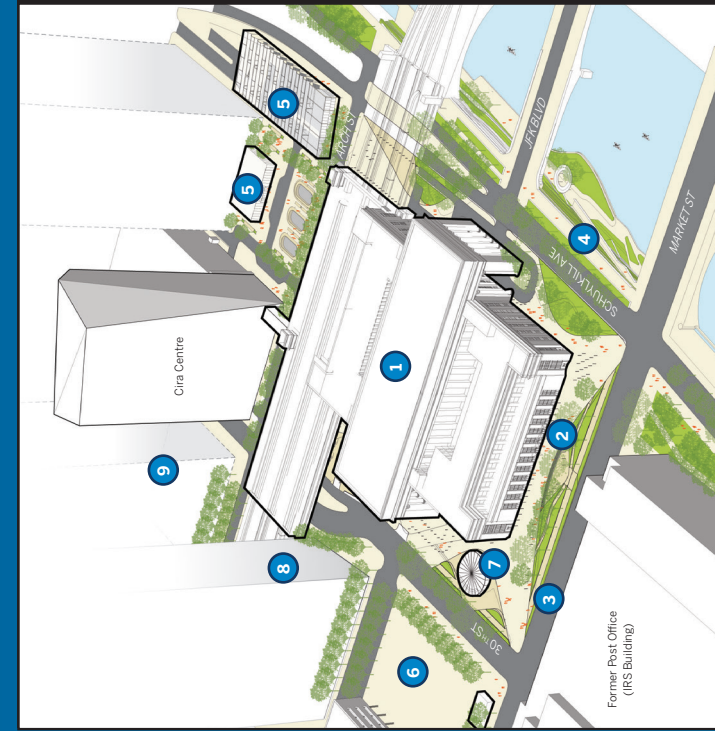 5
ARCH ST
5
JFK BLVD
Cira Centre
4
SCHUYLKILL AVE
MARKET ST
1
9
2
8
7
3
30TH ST
6
Former Post Office
(IRS Building)